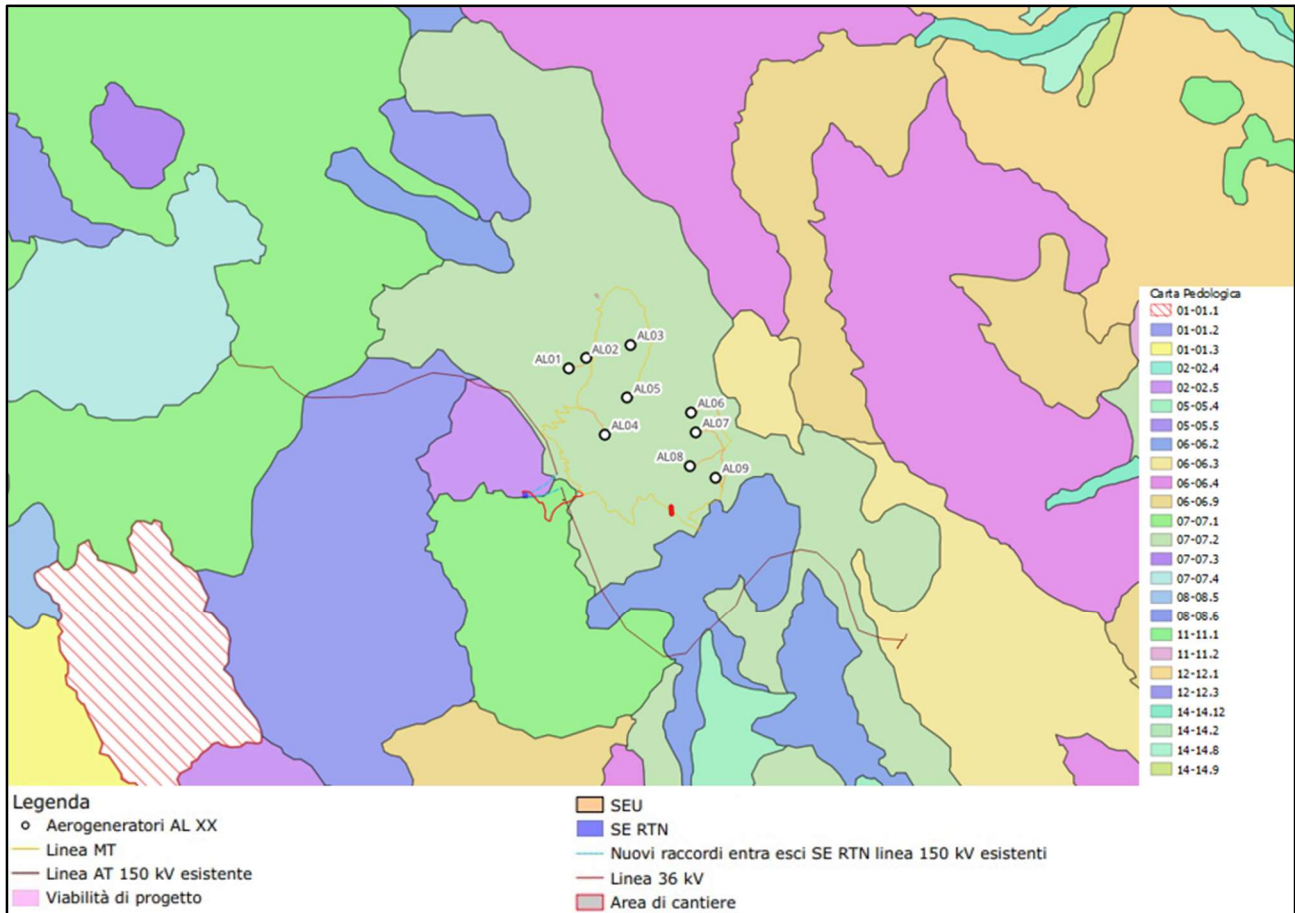 AL03
AL02
AL01
AL05
AL06
AL04
AL07
AL08
AL09
Carta Pedologica
01-01.1
01-01.2
01-01.3
02-02.4
02-02.5
05-05.4
05-05.5
06-06.2
06-06.3
06-06.4
06-06.9
07-07.1
07-07.2
07-07.3
07-07.4
08-08.5
08-08.6
11-11.1
11-11.2
12-12.1
12-12.3
14-14.12
14-14.2
14-14.8
14-14.9
Legenda
Aerogeneratori AL XX
Linea MT
Linea AT 150 kV esistente
Viabilità di progetto
SEU
SE RTN
Nuovi raccordi entra esci SE RTN linea 150 kV esistenti
Linea 36 kV
Area di cantiere